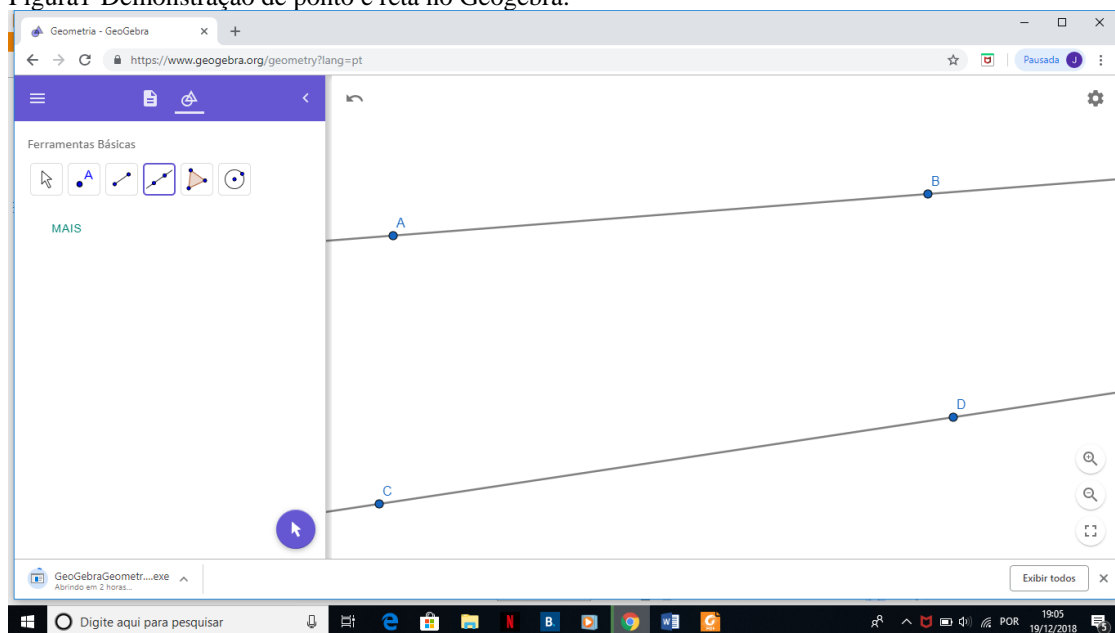 Figura1 Demonstração de ponto e reta no Geogebra.
Geometria - GeoGebra
https://www.geogebra.org/geometry?lang=pt
Pausada J
Ferramentas Básicas
A
MAIS
A
B
C
D
GeoGebraGeometr....exe
Abrindo em 2 horas...
Exibir todos
Digite aqui para pesquisar
N
B.
POR
19:05
19/12/2018
5